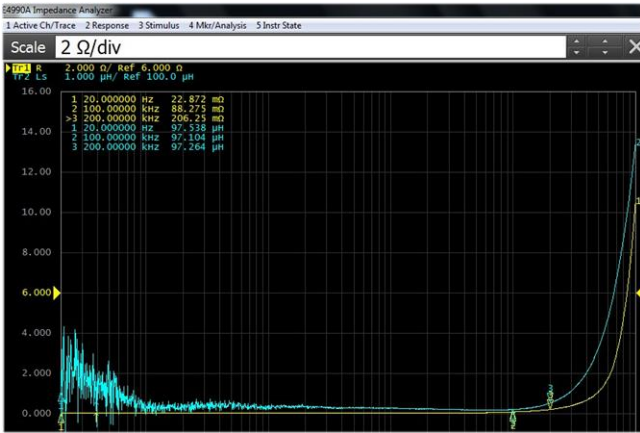 E4990A Impedance Analyzer
1 Active Ch/Trace 2 Response 3 Stimulus 4 Mkr/Analysis 5 Instr State
Scale 2 Ω/div
Tr1 R 2.000 Ω/ Ref 6.000 Ω
Tr2 Ls 1.000 µH/ Ref 100.0 µH
16.00
1 20.000000 Hz 22.872 mΩ
2 100.00000 kHz 88.275 mΩ
>3 200.00000 kHz 206.25 mΩ
1 20.000000 Hz 97.538 µH
2 100.00000 kHz 97.104 µH
3 200.00000 kHz 97.264 µH
14.00
12.00
10.00
8.000
6.000
4.000
2.000
0.000